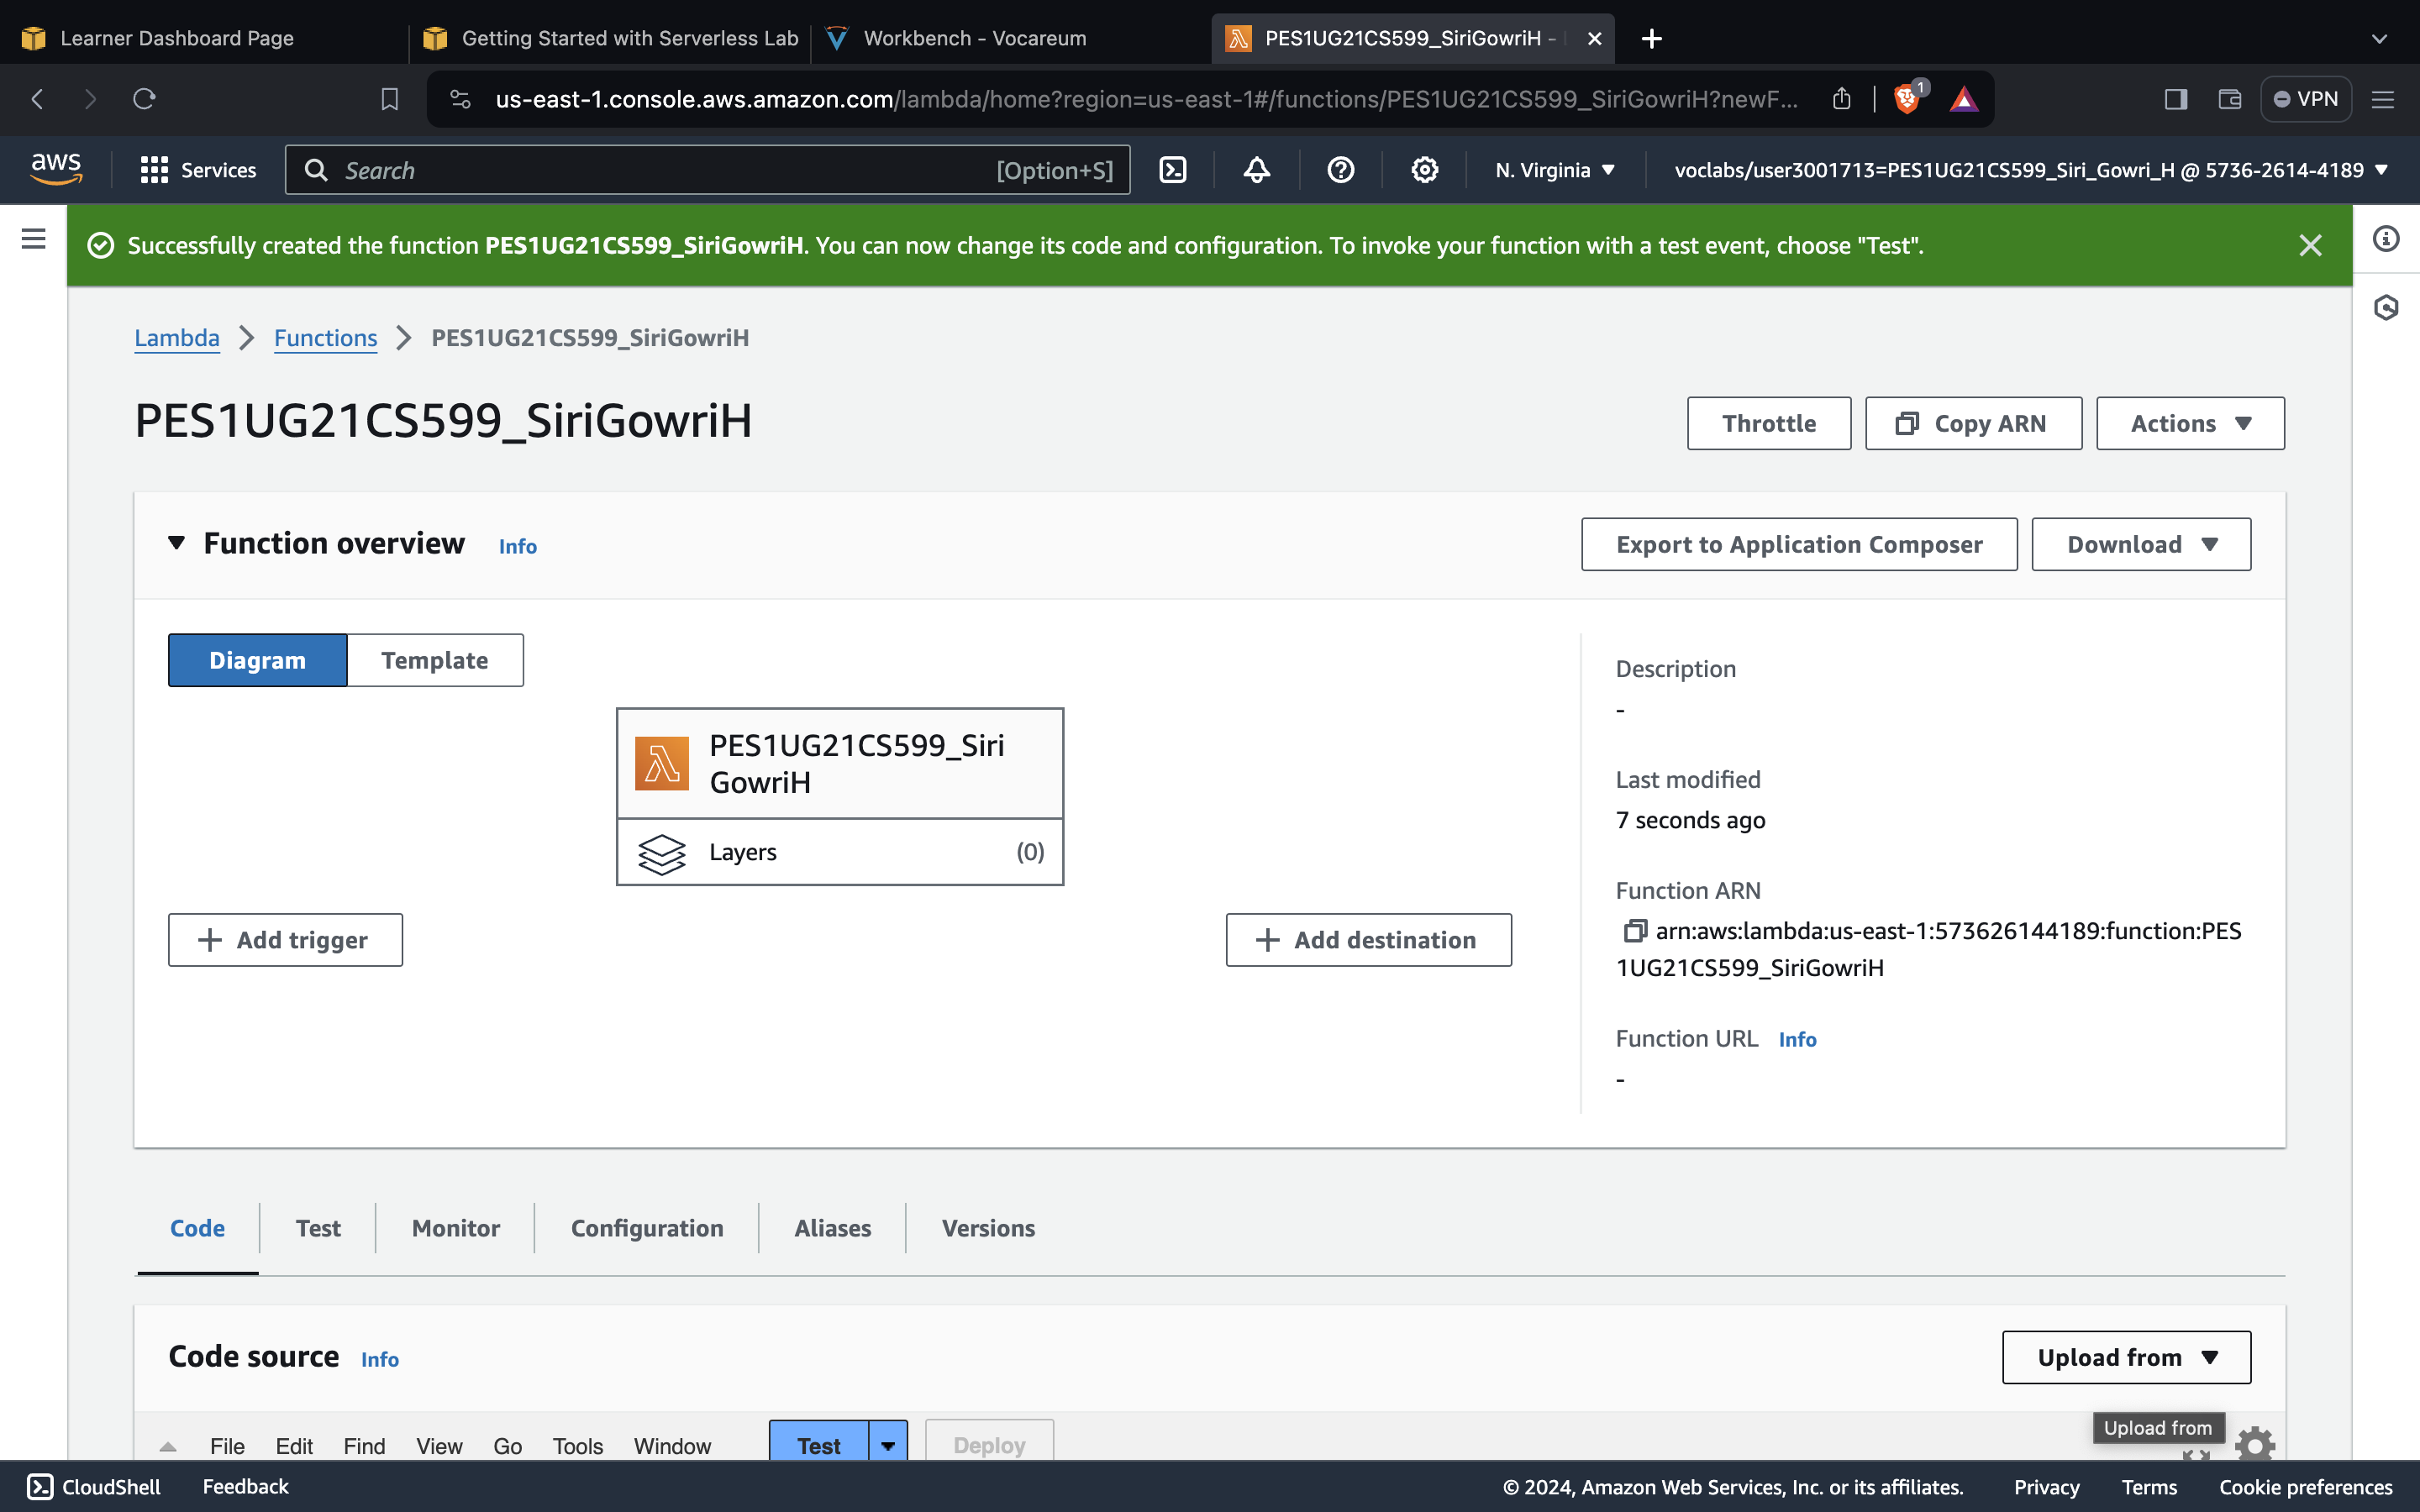 Learner Dashboard Page
Getting Started with Serverless Lab
Workbench - Vocareum
PES1UG21CS599_SiriGowriH -
us-east-1.console.aws.amazon.com/lambda/home?region=us-east-1#/functions/PES1UG21CS599_SiriGowriH?newF...
1
VPN
aws
Services
Search
[Option+S]
N. Virginia
voclabs/user3001713=PES1UG21CS599_Siri_Gowri_H @ 5736-2614-4189
Successfully created the function PES1UG21CS599_SiriGowriH. You can now change its code and configuration. To invoke your function with a test event, choose "Test".
Lambda
Functions
PES1UG21CS599_SiriGowriH
PES1UG21CS599_SiriGowriH
Throttle
Copy ARN
Actions
Function overview
Info
Export to Application Composer
Download
Diagram
Template
PES1UG21CS599_Siri
GowriH
Layers
(0)
Add trigger
Add destination
Description
-
Last modified
7 seconds ago
Function ARN
arn:aws:lambda:us-east-1:573626144189:function:PES
1UG21CS599_SiriGowriH
Function URL
Info
-
Code
Test
Monitor
Configuration
Aliases
Versions
Code source
Info
Upload from
File
Edit
Find
View
Go
Tools
Window
Test
Deploy
Upload from
CloudShell
Feedback
© 2024, Amazon Web Services, Inc. or its affiliates.
Privacy
Terms
Cookie preferences